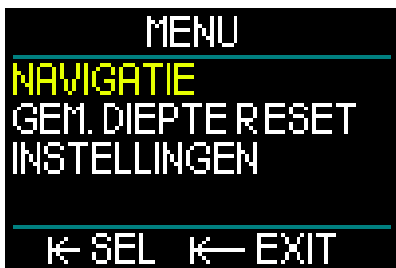 MENU
NAVIGATIE
GEM. DIEPTE RESET
INSTELLINGEN
SEL EXIT